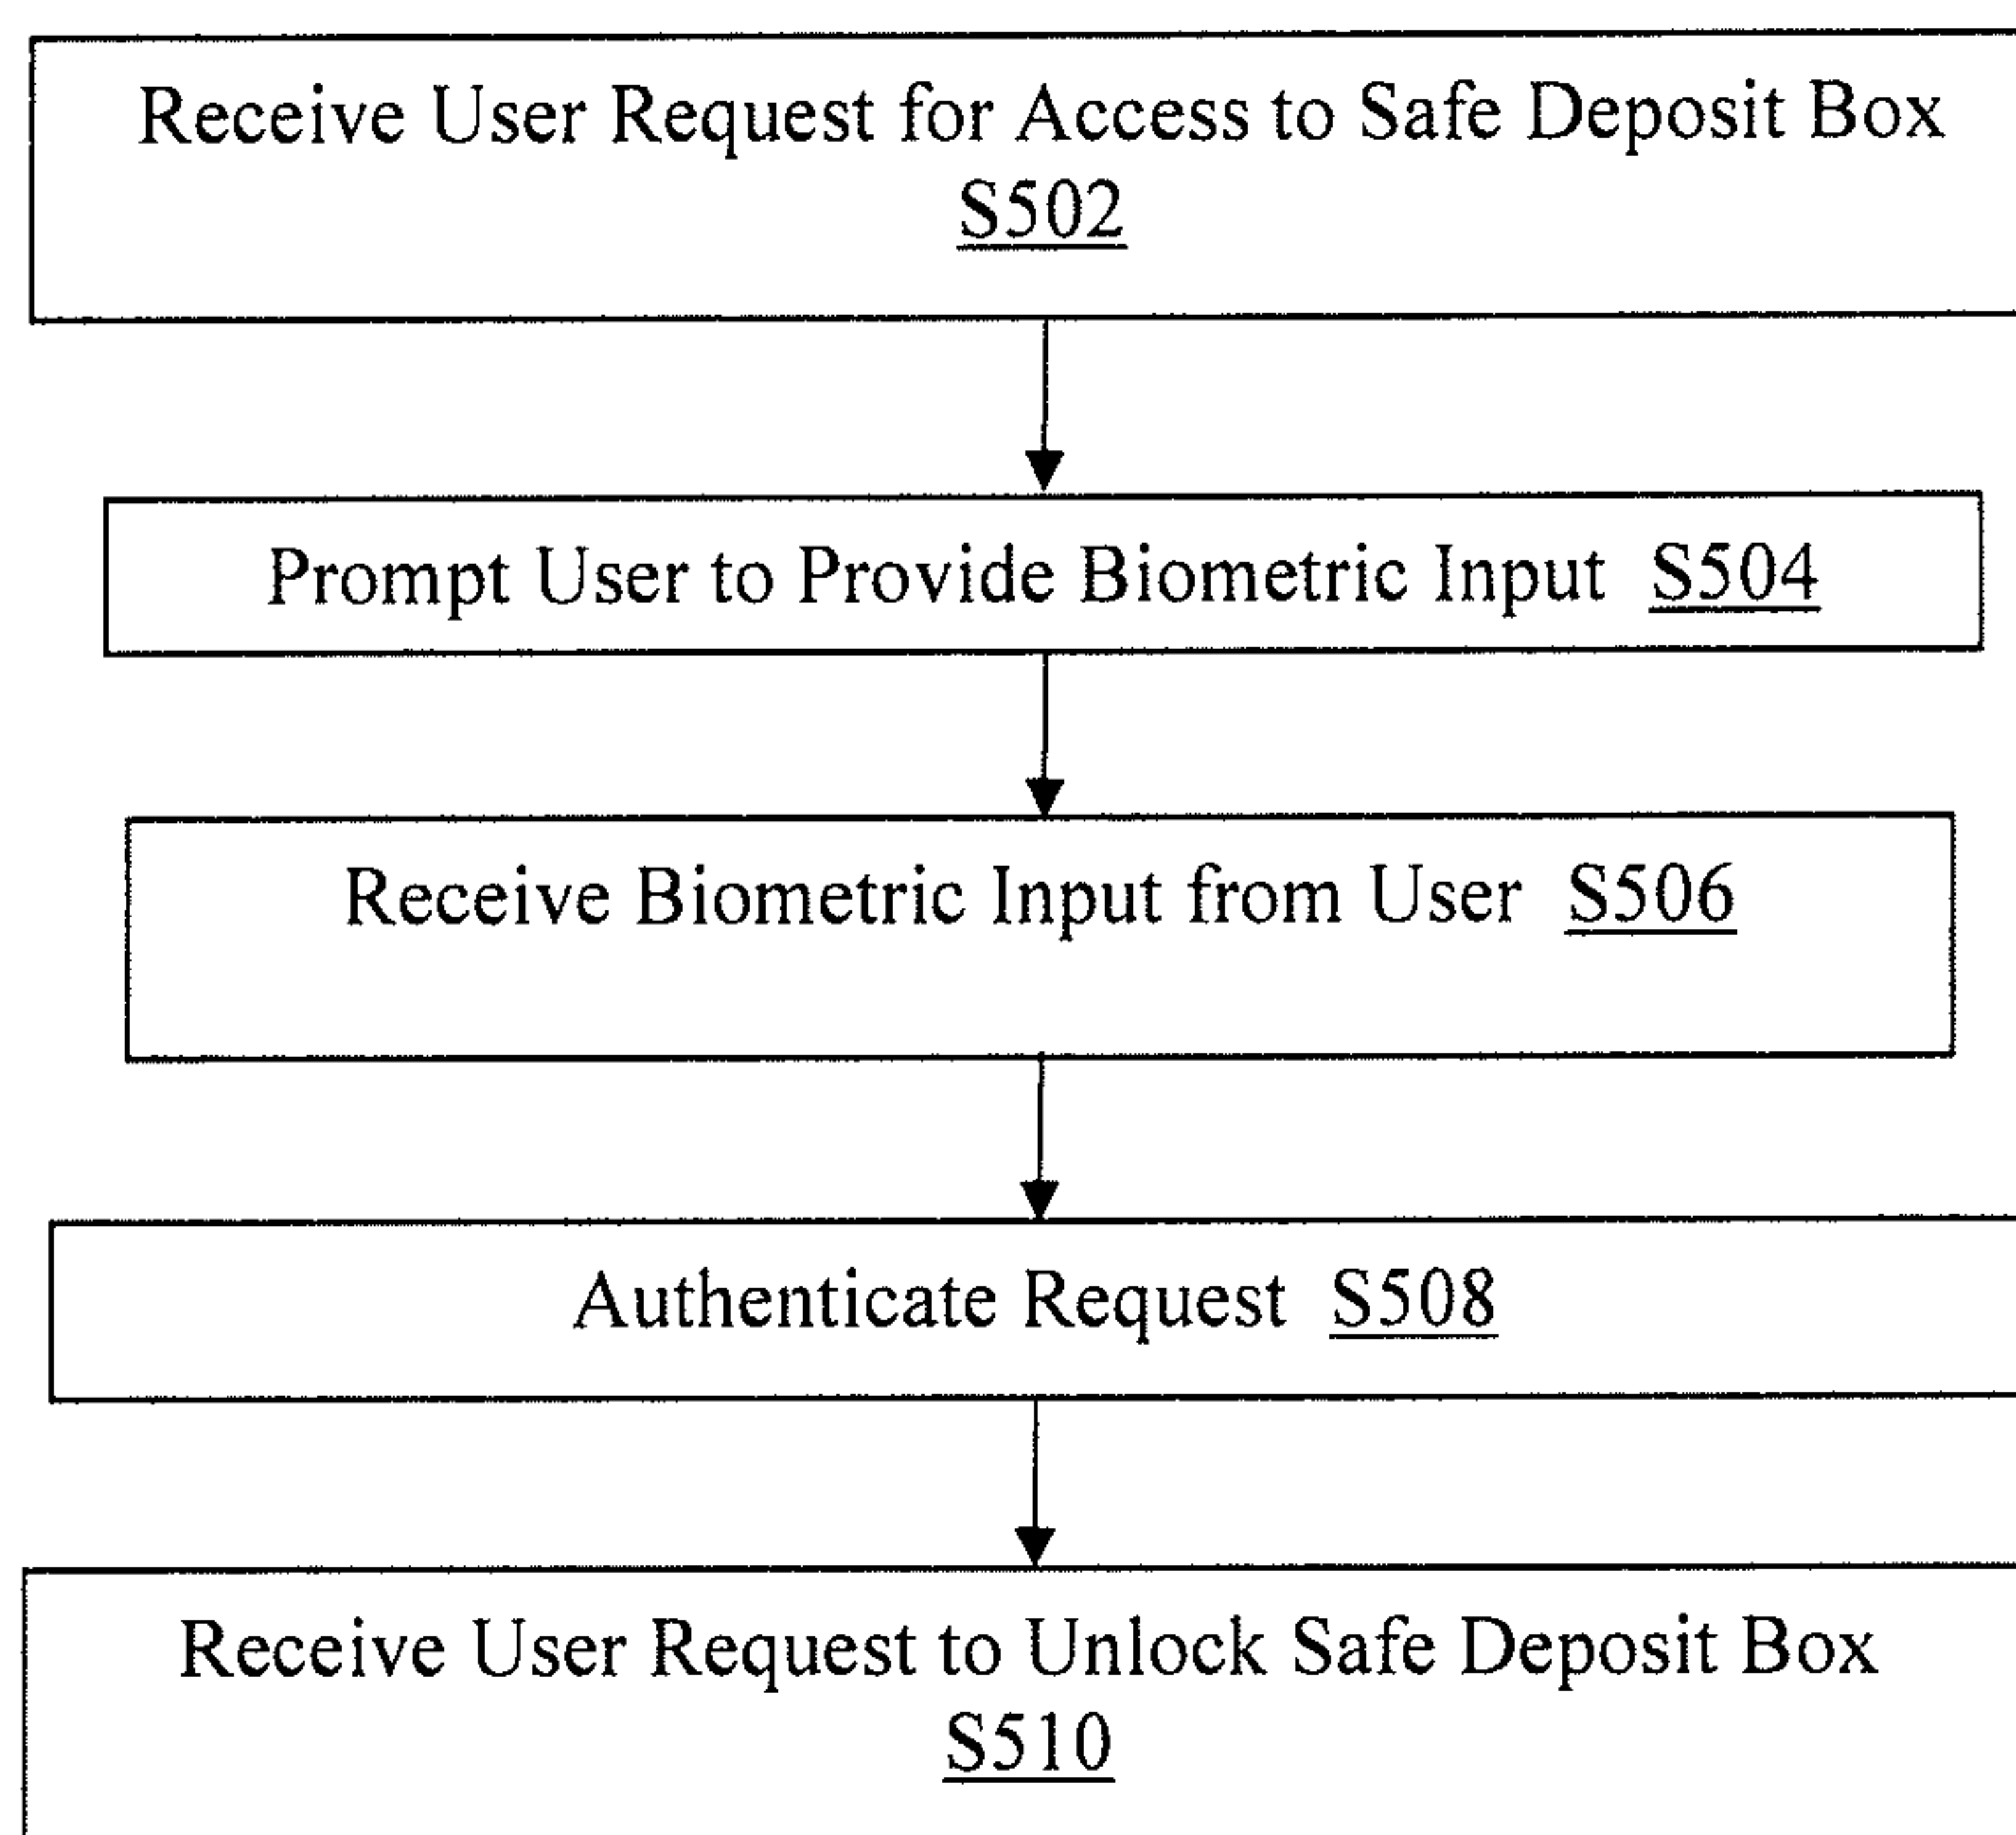 Receive User Request for Access to Safe Deposit Box
S502
Prompt User to Provide Biometric Input S504
Receive Biometric Input from User S506
Authenticate Request S508
Receive User Request to Unlock Safe Deposit Box
S510